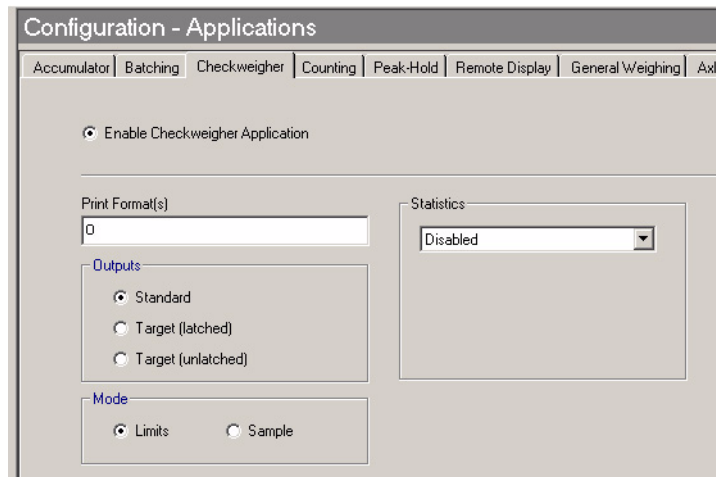 Configuration - Applications
Accumulator Batching Checkweigher Counting Peak-Hold Remote Display General Weighing
Enable Checkweigher Application
Print Format(s)
0
Statistics
Disabled
Outputs
Standard
Target (latched)
Target (unlatched)
Mode
Limits Sample